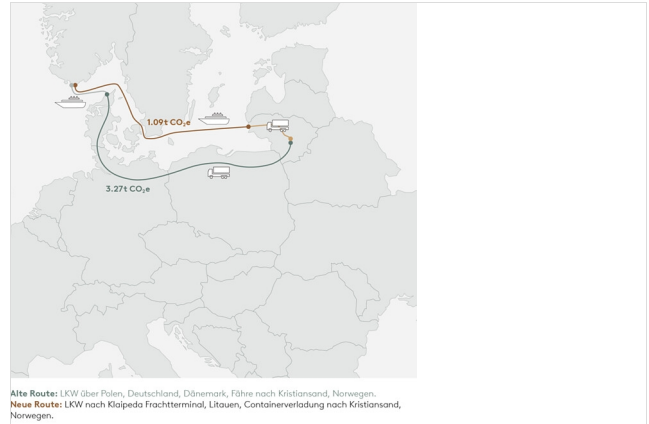 1.09t CO₂e
3.27t CO₂e
Alte Route: LKW über Polen, Deutschland, Dänemark, Fähre nach Kristiansand, Norwegen.
Neue Route: LKW nach Klaipeda Frachtterminal, Litauen, Containerverladung nach Kristiansand,
Norwegen.